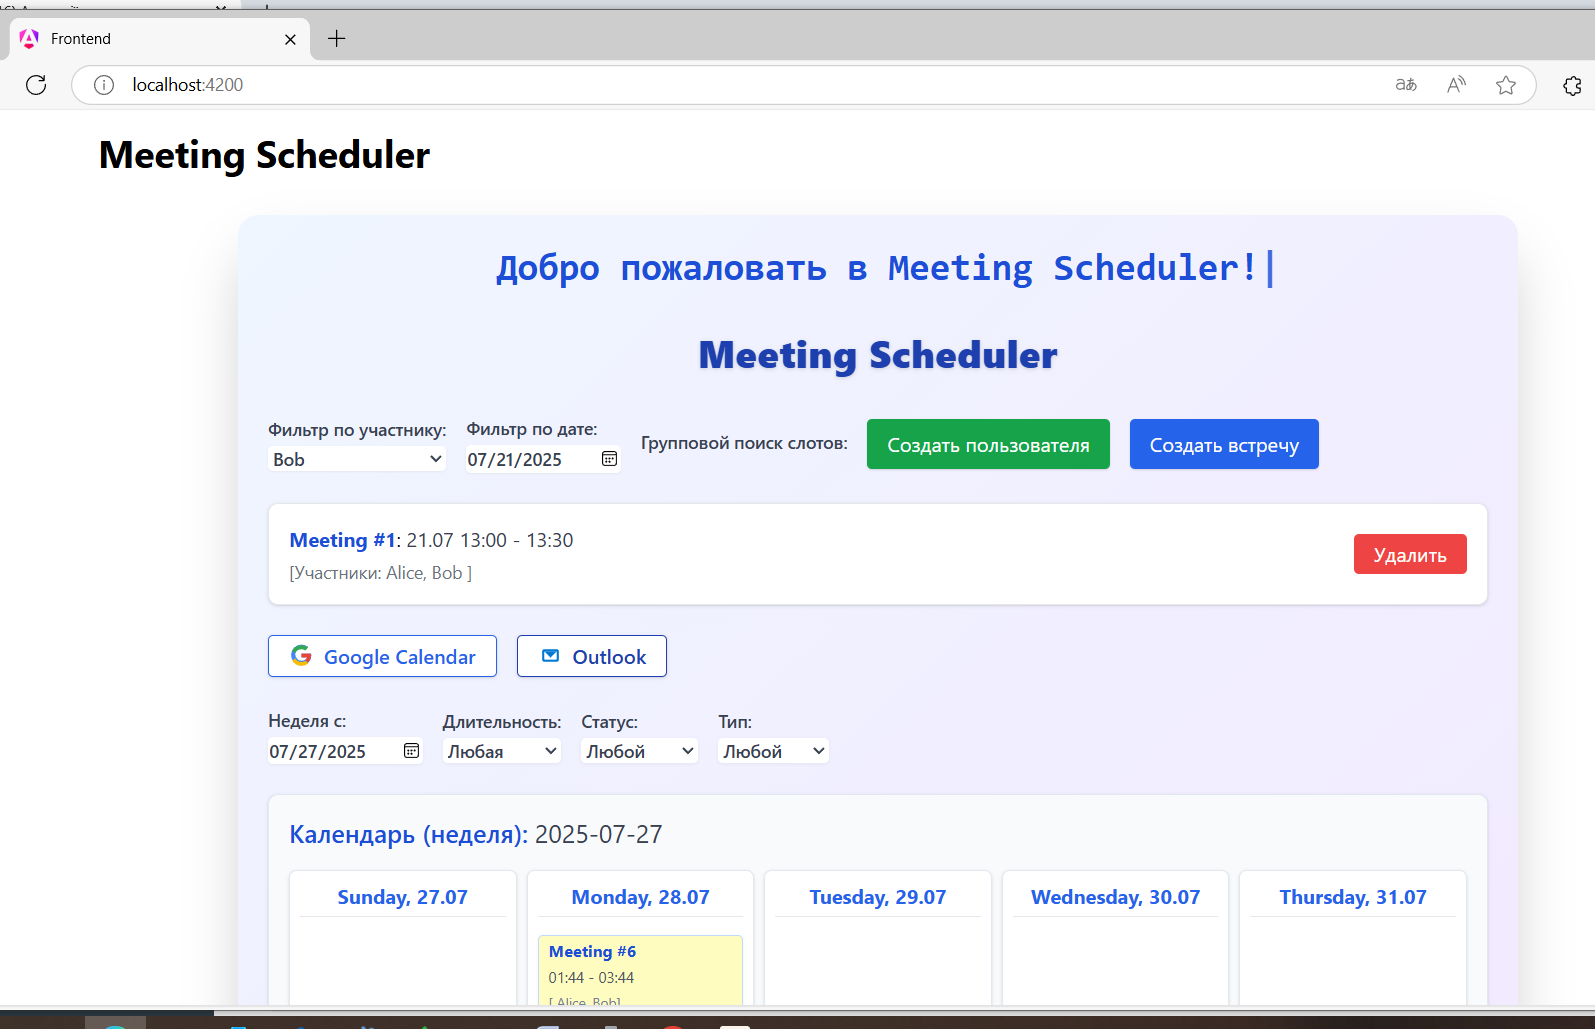 Frontend
localhost:4200
Meeting Scheduler
Добро пожаловать в Meeting Scheduler!
Meeting Scheduler
Фильтр по участнику: Фильтр по дате: Групповой поиск слотов: Создать пользователя Создать встречу
Bob 07/21/2025
Meeting #1: 21.07 13:00 - 13:30
[Участники: Alice, Bob ]
Удалить
Google Calendar Outlook
Неделя с: Длительность: Статус: Тип:
07/27/2025 Любая Любой Любой
Календарь (неделя): 2025-07-27
Sunday, 27.07 Monday, 28.07 Tuesday, 29.07 Wednesday, 30.07 Thursday, 31.07
Meeting #6
01:44 - 03:44
[ Alice, Bob]